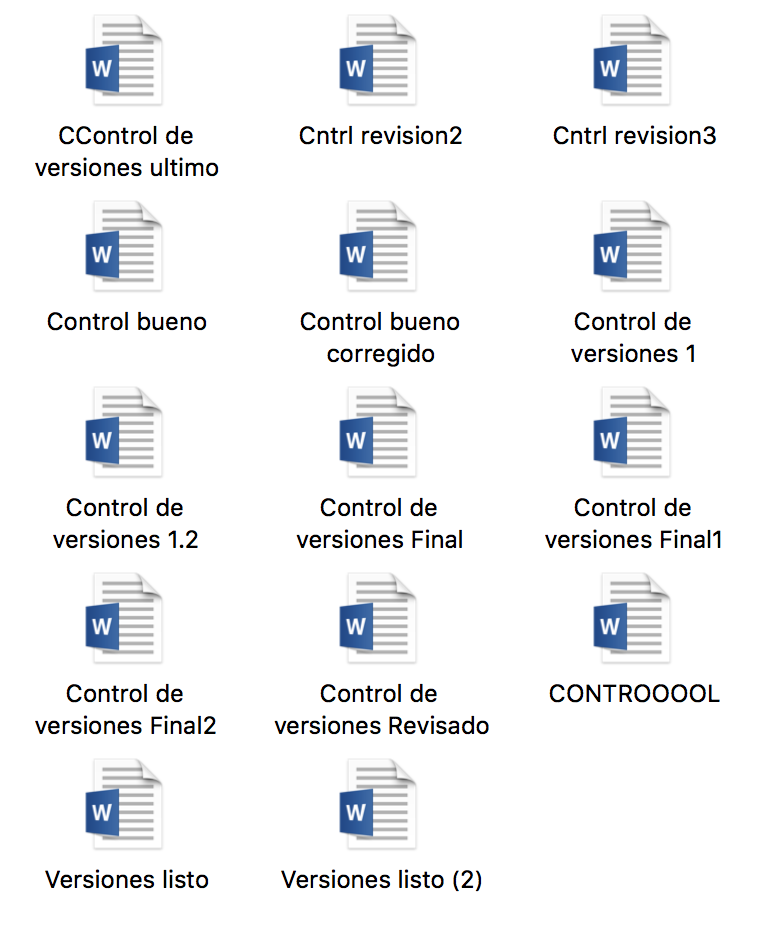 W
W
W
CControl de
versiones ultimo
Cntrl revision2
Cntrl revision3
W
W
W
Control bueno
Control bueno
corregido
Control de
versiones 1
W
W
W
Control de
versiones 1.2
Control de
versiones Final
Control de
versiones Final1
W
W
W
Control de
versiones Final2
Control de
versiones Revisado
CONTROOOOL
W
W
Versiones listo
Versiones listo (2)